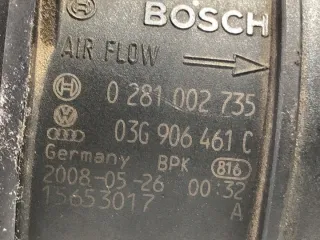 BOSCH
AIR FLOW
0 281 002 735
03G 906 461 C
Germany BPK 816
2008-05-26 00:32
15653017 A